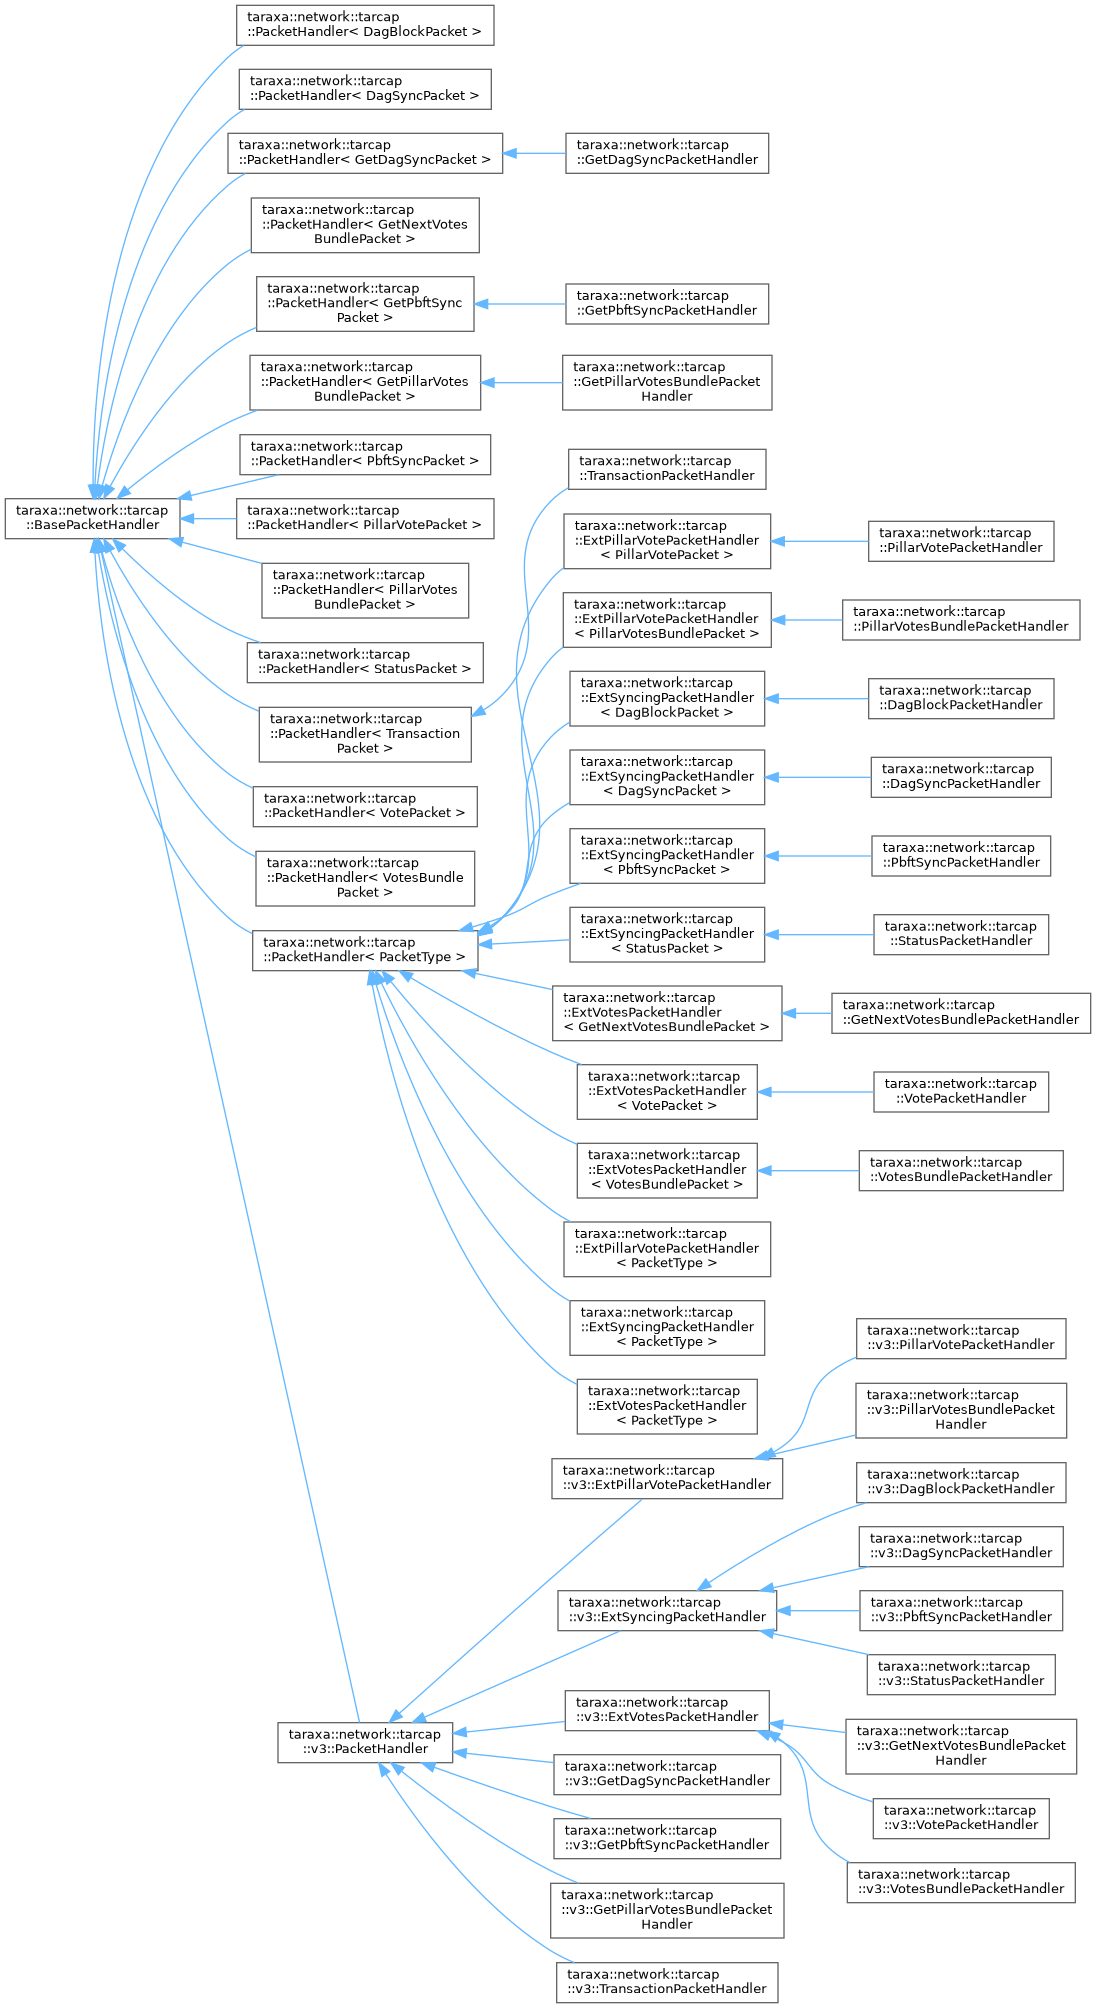 taraxa::network::tarcap
::BasePacketHandler
taraxa::network::tarcap
::PacketHandler< DagBlockPacket >
taraxa::network::tarcap
::PacketHandler< DagSyncPacket >
taraxa::network::tarcap
::PacketHandler< GetDagSyncPacket >
taraxa::network::tarcap
::GetDagSyncPacketHandler
taraxa::network::tarcap
::PacketHandler< GetNextVotes
BundlePacket >
taraxa::network::tarcap
::PacketHandler< GetPbftSync
Packet >
taraxa::network::tarcap
::GetPbftSyncPacketHandler
taraxa::network::tarcap
::PacketHandler< GetPillarVotes
BundlePacket >
taraxa::network::tarcap
::GetPillarVotesBundlePacket
Handler
taraxa::network::tarcap
::PacketHandler< PbftSyncPacket >
taraxa::network::tarcap
::PacketHandler< PillarVotePacket >
taraxa::network::tarcap
::PacketHandler< PillarVotes
BundlePacket >
taraxa::network::tarcap
::PacketHandler< StatusPacket >
taraxa::network::tarcap
::PacketHandler< Transaction
Packet >
taraxa::network::tarcap
::TransactionPacketHandler
taraxa::network::tarcap
::PacketHandler< VotePacket >
taraxa::network::tarcap
::PacketHandler< VotesBundle
Packet >
taraxa::network::tarcap
::PacketHandler< PacketType >
taraxa::network::tarcap
::ExtPillarVotePacketHandler
< PillarVotePacket >
taraxa::network::tarcap
::PillarVotePacketHandler
taraxa::network::tarcap
::ExtPillarVotePacketHandler
< PillarVotesBundlePacket >
taraxa::network::tarcap
::PillarVotesBundlePacketHandler
taraxa::network::tarcap
::ExtSyncingPacketHandler
< DagBlockPacket >
taraxa::network::tarcap
::DagBlockPacketHandler
taraxa::network::tarcap
::ExtSyncingPacketHandler
< DagSyncPacket >
taraxa::network::tarcap
::DagSyncPacketHandler
taraxa::network::tarcap
::ExtSyncingPacketHandler
< PbftSyncPacket >
taraxa::network::tarcap
::PbftSyncPacketHandler
taraxa::network::tarcap
::ExtSyncingPacketHandler
< StatusPacket >
taraxa::network::tarcap
::StatusPacketHandler
taraxa::network::tarcap
::ExtVotesPacketHandler
< GetNextVotesBundlePacket >
taraxa::network::tarcap
::GetNextVotesBundlePacketHandler
taraxa::network::tarcap
::ExtVotesPacketHandler
< VotePacket >
taraxa::network::tarcap
::VotePacketHandler
taraxa::network::tarcap
::ExtVotesPacketHandler
< VotesBundlePacket >
taraxa::network::tarcap
::VotesBundlePacketHandler
taraxa::network::tarcap
::ExtPillarVotePacketHandler
< PacketType >
taraxa::network::tarcap
::ExtSyncingPacketHandler
< PacketType >
taraxa::network::tarcap
::ExtVotesPacketHandler
< PacketType >
taraxa::network::tarcap
::v3::PacketHandler
taraxa::network::tarcap
::v3::ExtPillarVotePacketHandler
taraxa::network::tarcap
::v3::PillarVotePacketHandler
taraxa::network::tarcap
::v3::PillarVotesBundlePacket
Handler
taraxa::network::tarcap
::v3::ExtSyncingPacketHandler
taraxa::network::tarcap
::v3::DagBlockPacketHandler
taraxa::network::tarcap
::v3::DagSyncPacketHandler
taraxa::network::tarcap
::v3::PbftSyncPacketHandler
taraxa::network::tarcap
::v3::StatusPacketHandler
taraxa::network::tarcap
::v3::ExtVotesPacketHandler
taraxa::network::tarcap
::v3::GetNextVotesBundlePacket
Handler
taraxa::network::tarcap
::v3::VotePacketHandler
taraxa::network::tarcap
::v3::VotesBundlePacketHandler
taraxa::network::tarcap
::v3::GetDagSyncPacketHandler
taraxa::network::tarcap
::v3::GetPbftSyncPacketHandler
taraxa::network::tarcap
::v3::GetPillarVotesBundlePacket
Handler
taraxa::network::tarcap
::v3::TransactionPacketHandler